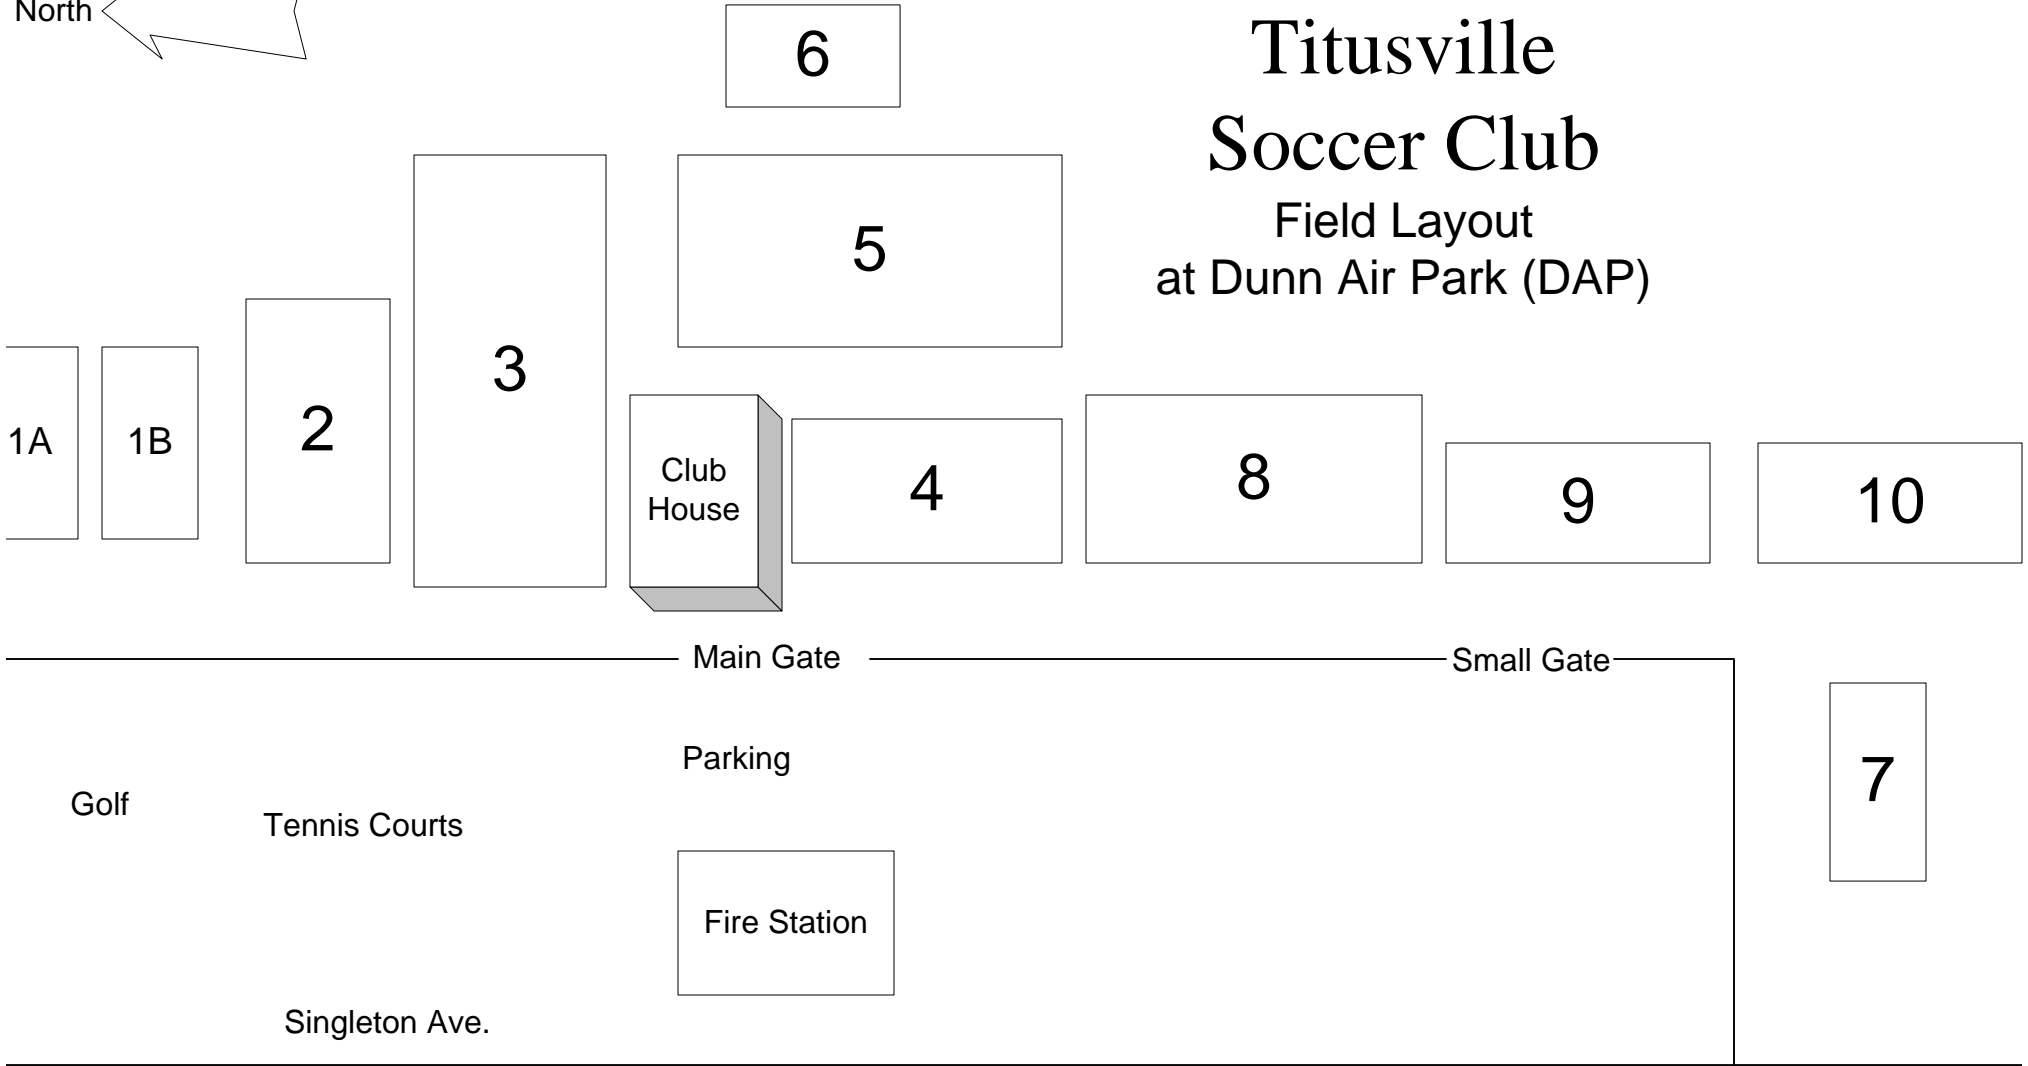 North
Titusville
Soccer Club
Field Layout
at Dunn Air Park (DAP)
6
5
3
2
1A
1B
Club
House
4
8
9
10
Main Gate
Small Gate
Parking
7
Golf
Tennis Courts
Fire Station
Singleton Ave.